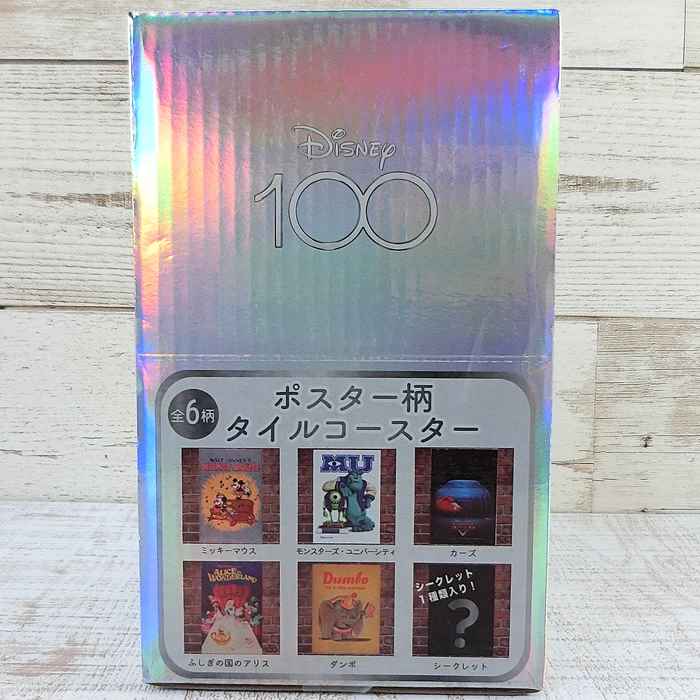 Disney
100
全6柄
ポスター柄
タイルコースター
MU
ミッキーマウス
モンスターズ・ユニバーシティ
カーズ
ALICE IN WONDERLAND
Dumbo
シークレット
1種類入り!
?
ふしぎの国のアリス
ダンボ
シークレット